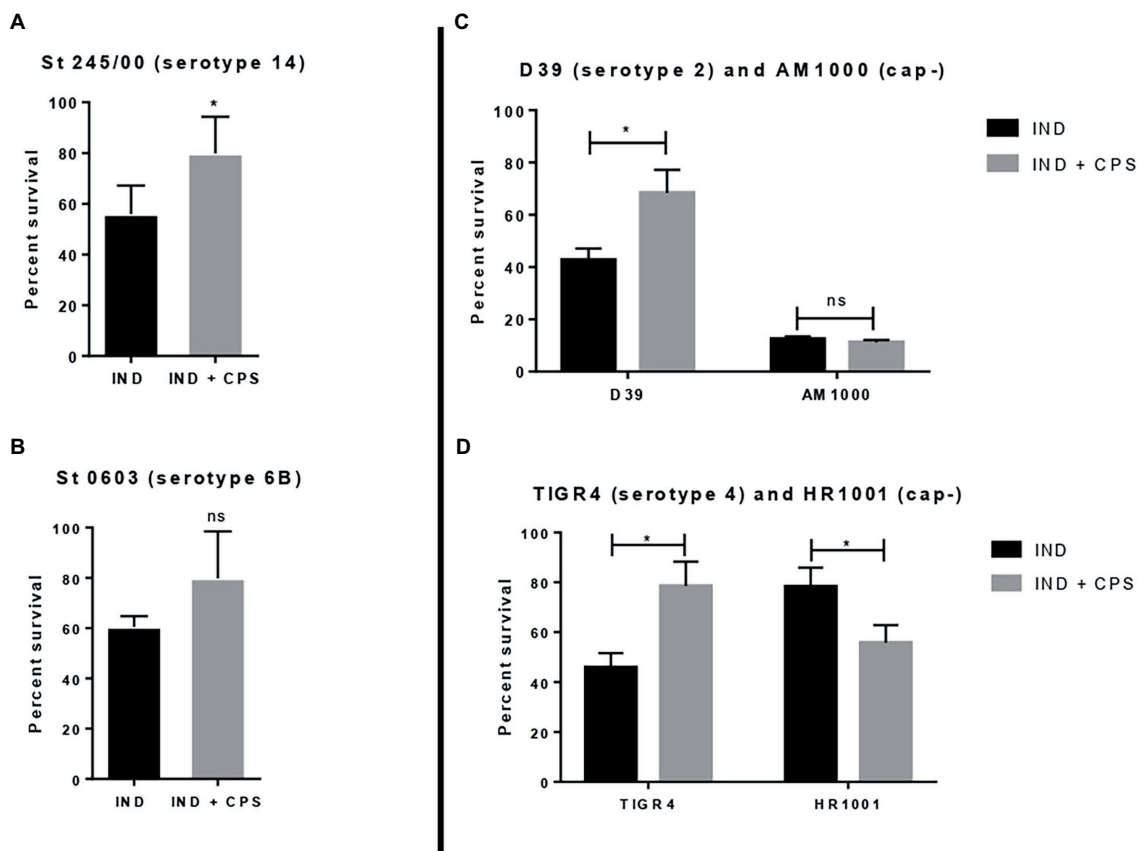 A
St 245/00 (serotype 14)
Percent survival
100
80
60
40
20
0
*
IND
IND + CPS
B
St 0603 (serotype 6B)
Percent survival
100
80
60
40
20
0
ns
IND
IND + CPS
C
D39 (serotype 2) and AM1000 (cap-)
Percent survival
100
80
60
40
20
0
*
ns
D39
AM1000
IND
IND + CPS
D
TIGR4 (serotype 4) and HR1001 (cap-)
Percent survival
100
80
60
40
20
0
*
*
TIGR4
HR1001
IND
IND + CPS